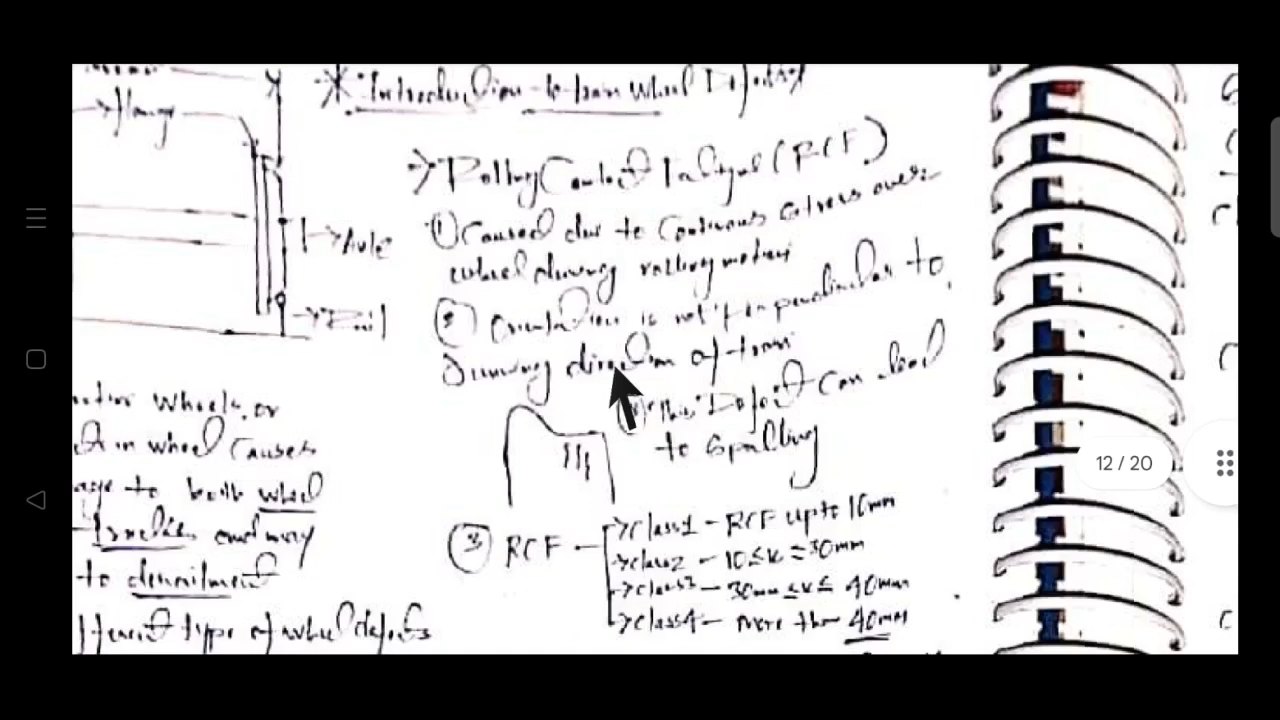 * Introduction to train wheel Defects
→ Flange
→ Rolling Contact Fatigue (RCF)
① Caused due to continuous stress over
wheel during rolling motion
→ Axle
→ Rail
② Orientation is not perpendicular to
running direction of train
This Defect can lead
to spalling
wheels, or
in wheel causes
to both wheel
and may
to derailment
type of wheel defects
③ RCF
→ class 1 - RCF upto 10mm
→ class 2 - 10 ≤ x ≤ 30mm
→ class 3 - 30mm ≤ x ≤ 40mm
→ class 4 - more than 40mm
12 / 20